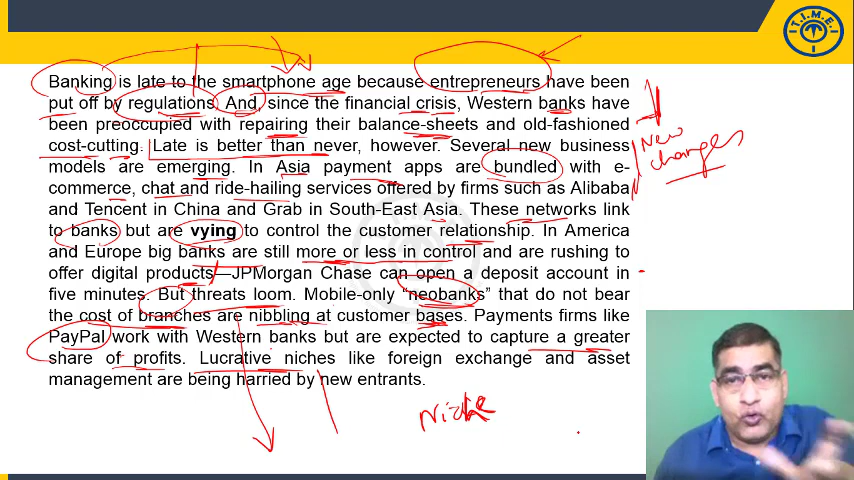 T.I.M.E.
Banking is late to the smartphone age because entrepreneurs have been
put off by regulations. And, since the financial crisis, Western banks have
been preoccupied with repairing their balance-sheets and old-fashioned
cost-cutting. Late is better than never, however. Several new business
models are emerging. In Asia payment apps are bundled with e-
commerce, chat and ride-hailing services offered by firms such as Alibaba
and Tencent in China and Grab in South-East Asia. These networks link
to banks but are vying to control the customer relationship. In America
and Europe big banks are still more or less in control and are rushing to
offer digital products—JPMorgan Chase can open a deposit account in
five minutes. But threats loom. Mobile-only “neobanks” that do not bear
the cost of branches are nibbling at customer bases. Payments firms like
PayPal work with Western banks but are expected to capture a greater
share of profits. Lucrative niches like foreign exchange and asset
management are being harried by new entrants.
New
changes
Niche